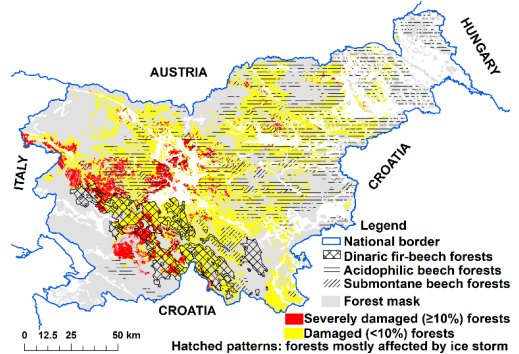 HUNGARY
AUSTRIA
ITALY
CROATIA
CROATIA
Legend
National border
Dinaric fir-beech forests
Acidophilic beech forests
Submontane beech forests
Forest mask
Severely damaged (≥10%) forests
Damaged (<10%) forests
Hatched patterns: forests mostly affected by ice storm
0 12.5 25 50 km